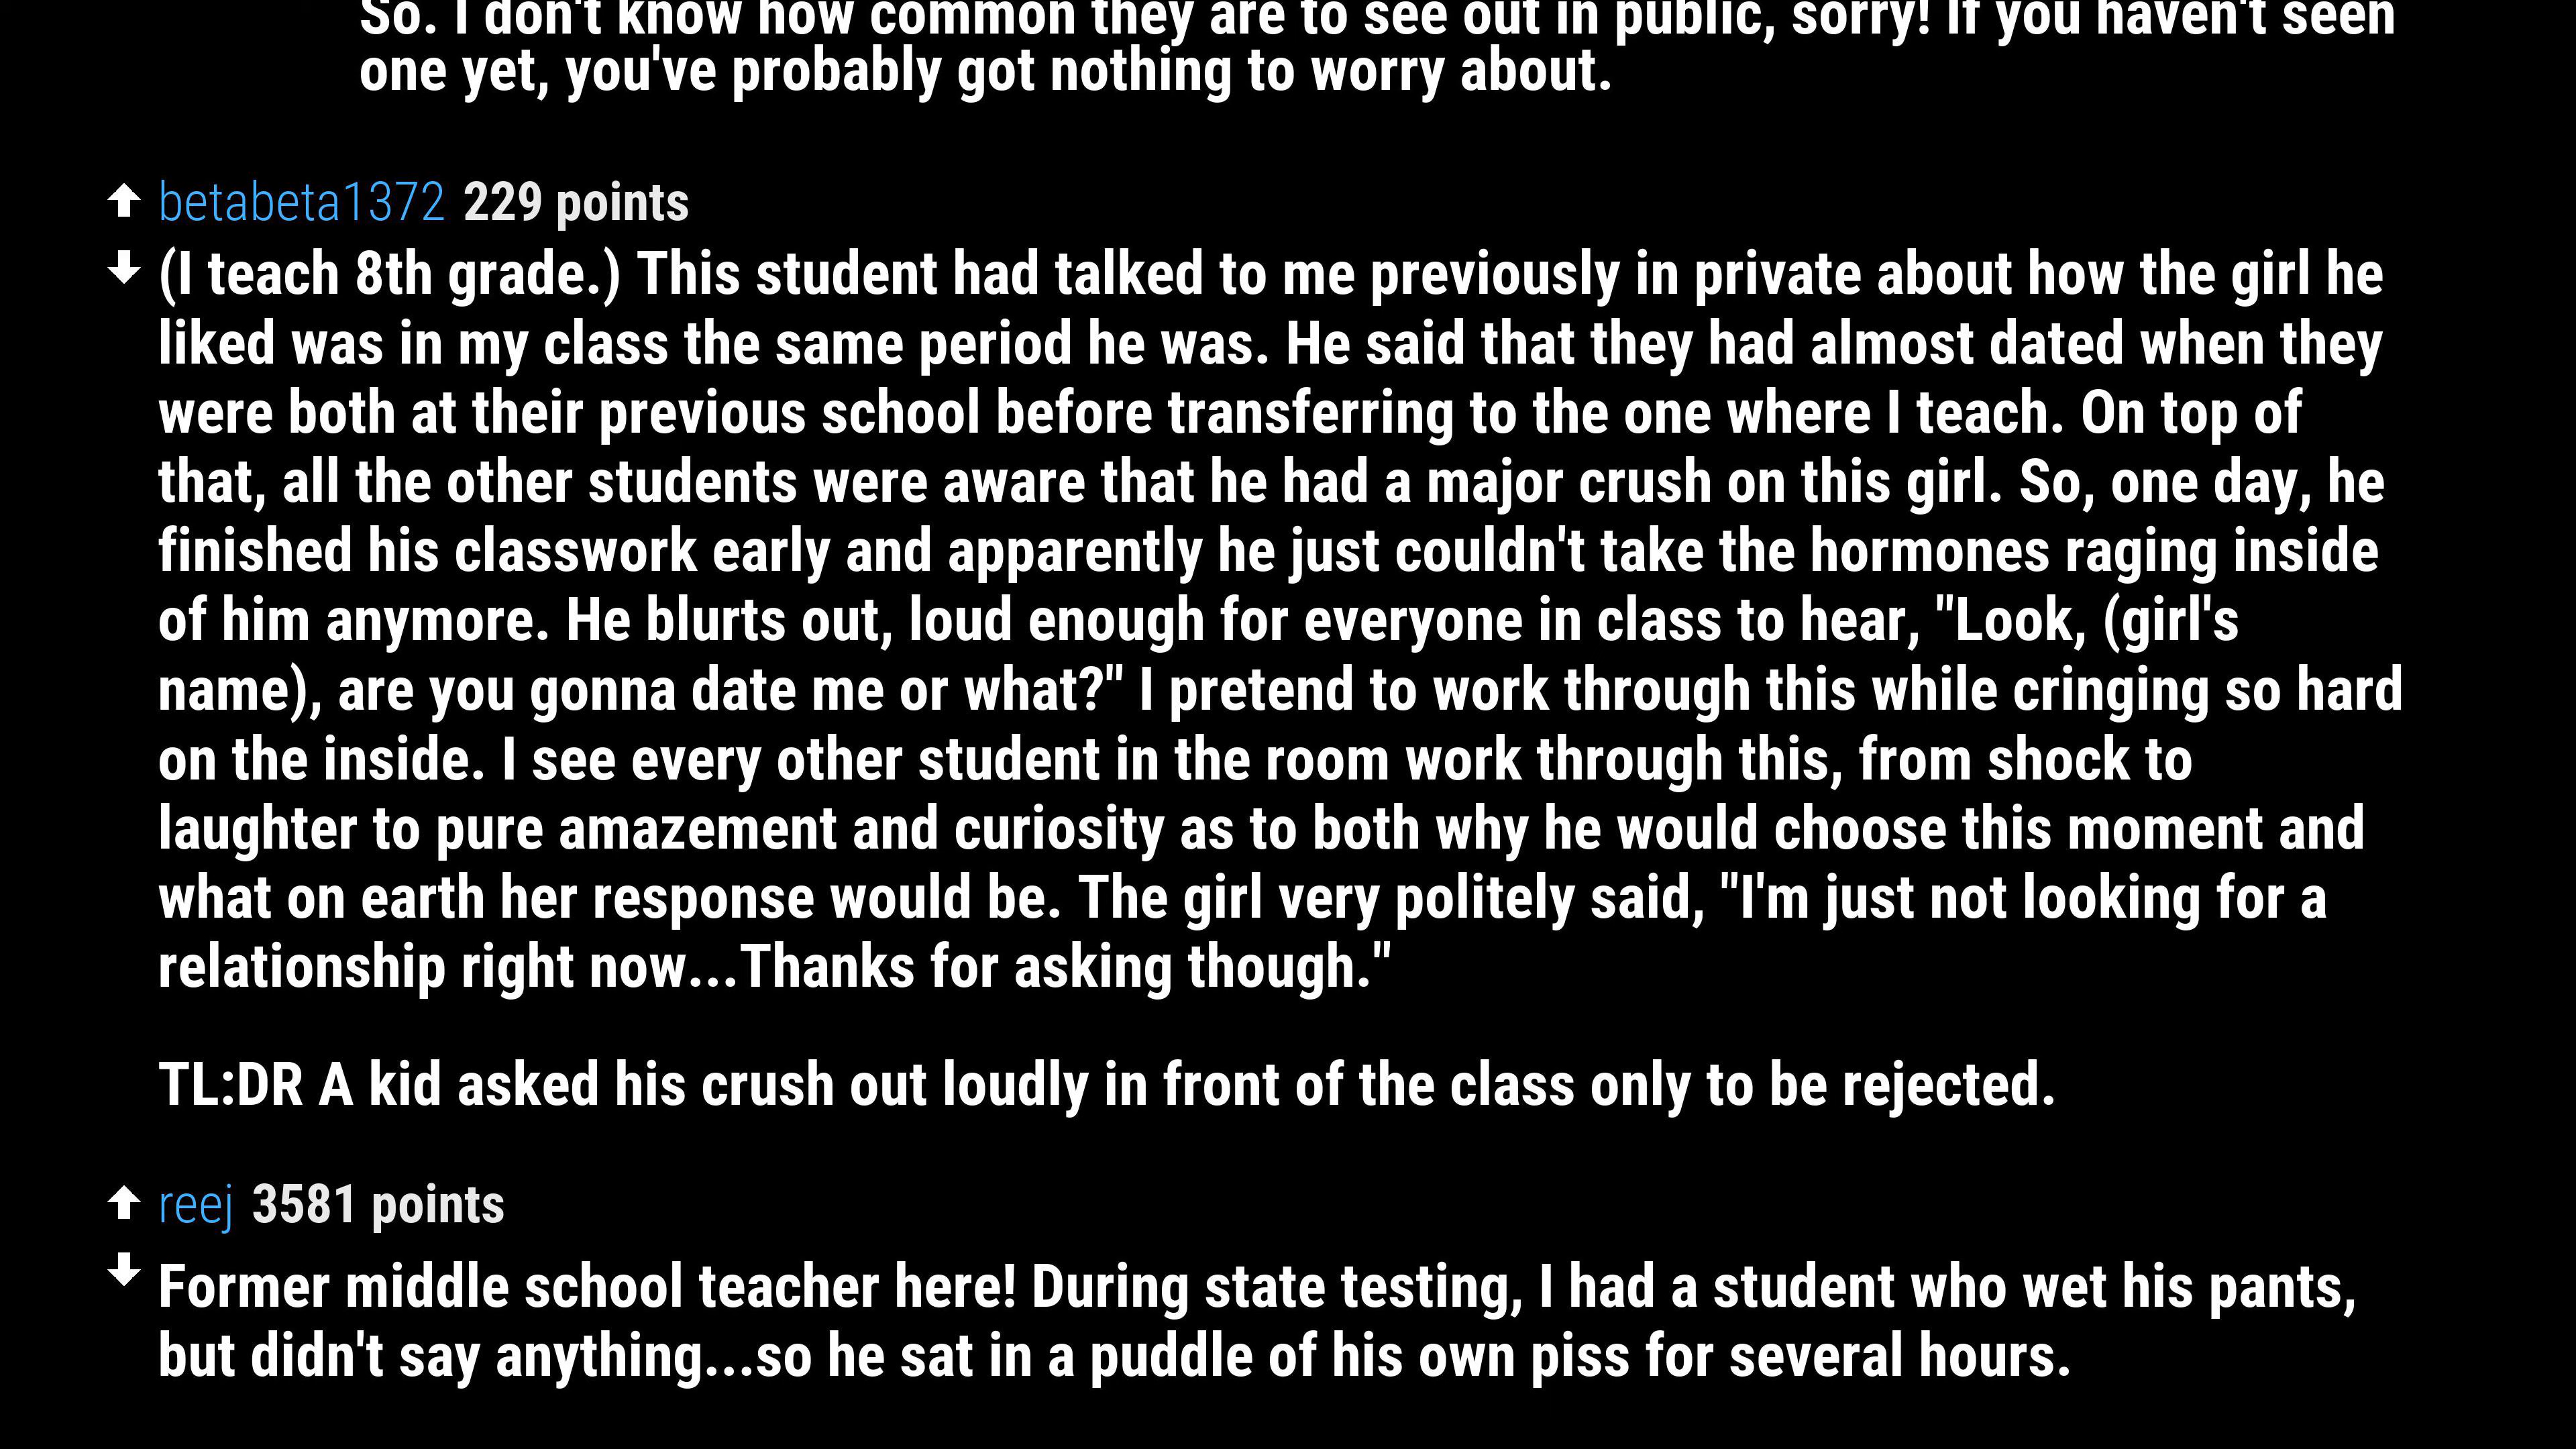 So. I don't know how common they are to see out in public, sorry! If you haven't seen
one yet, you've probably got nothing to worry about.
betabeta1372 229 points
(I teach 8th grade.) This student had talked to me previously in private about how the girl he
liked was in my class the same period he was. He said that they had almost dated when they
were both at their previous school before transferring to the one where I teach. On top of
that, all the other students were aware that he had a major crush on this girl. So, one day, he
finished his classwork early and apparently he just couldn't take the hormones raging inside
of him anymore. He blurts out, loud enough for everyone in class to hear, "Look, (girl's
name), are you gonna date me or what?" I pretend to work through this while cringing so hard
on the inside. I see every other student in the room work through this, from shock to
laughter to pure amazement and curiosity as to both why he would choose this moment and
what on earth her response would be. The girl very politely said, "I'm just not looking for a
relationship right now...Thanks for asking though."
TL:DR A kid asked his crush out loudly in front of the class only to be rejected.
reej 3581 points
Former middle school teacher here! During state testing, I had a student who wet his pants,
but didn't say anything...so he sat in a puddle of his own piss for several hours.